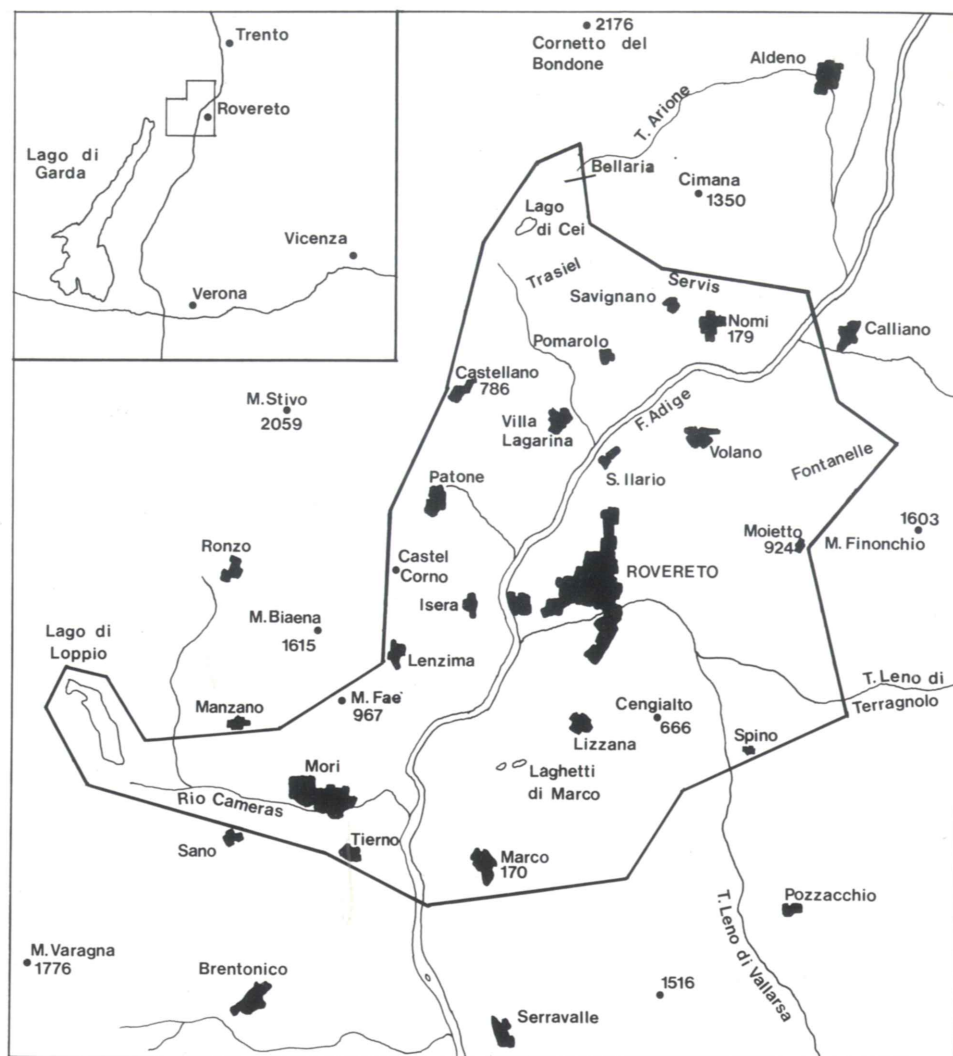 Trento
Rovereto
Lago di
Garda
Vicenza
Verona
2176
Cornetto del
Bondone
Aldeno
T. Arione
Bellaria
Cimana
1350
Lago
di Cei
Trasiel
Servis
Savignano
Nomi
179
Calliano
Pomarolo
Castellano
786
M. Stivo
2059
Villa
Lagarina
F. Adige
Volano
S. Ilario
Fontanelle
Patone
1603
M. Finonchio
Moietto
924
Ronzo
Castel
Corno
ROVERETO
Isera
M. Biaena
1615
Lago di
Loppio
Lenzima
T. Leno di
Terragnolo
Manzano
M. Fae'
967
Cengialto
666
Lizzana
Spino
Mori
Laghetti
di Marco
Rio Cameras
Sano
Tierno
Marco
170
Pozzacchio
T. Leno di Vallarsa
M. Varagna
1776
Brentonico
1516
Serravalle